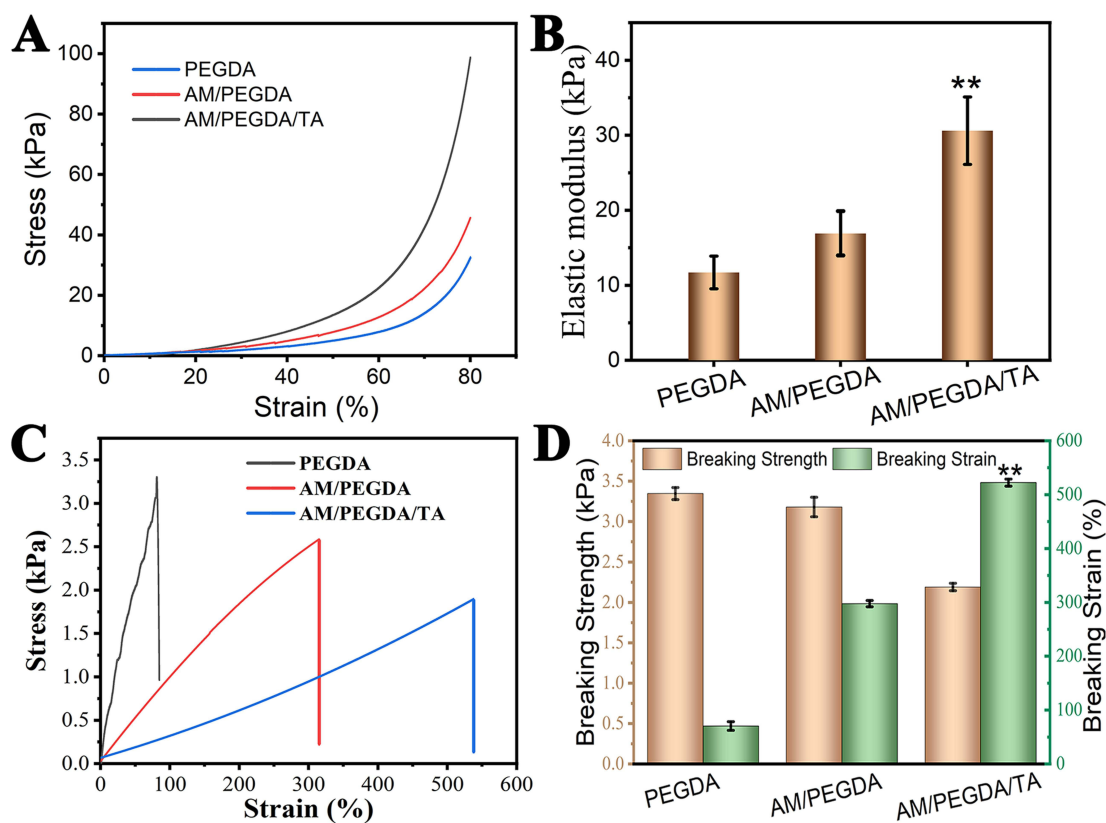 A
Stress (kPa)
100
80
60
40
20
0
PEGDA
AM/PEGDA
AM/PEGDA/TA
0 20 40 60 80
Strain (%)
B
Elastic modulus (kPa)
40
30
20
10
0
**
PEGDA
AM/PEGDA
AM/PEGDA/TA
C
Stress (kPa)
3.5
3.0
2.5
2.0
1.5
1.0
0.5
0.0
PEGDA
AM/PEGDA
AM/PEGDA/TA
0 100 200 300 400 500 600
Strain (%)
D
Breaking Strength (kPa)
4.0
3.5
3.0
2.5
2.0
1.5
1.0
0.5
0.0
Breaking Strength
Breaking Strain
**
600
500
400
300
200
100
0
Breaking Strain (%)
PEGDA
AM/PEGDA
AM/PEGDA/TA